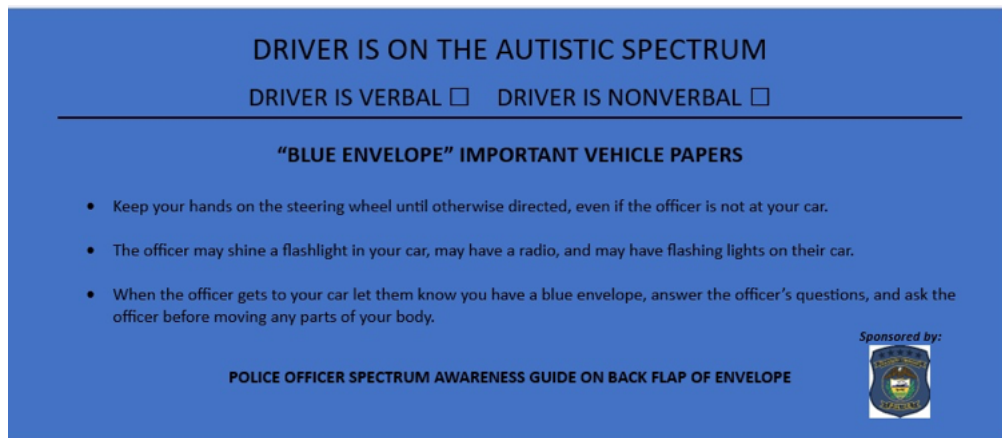 DRIVER IS ON THE AUTISTIC SPECTRUM
DRIVER IS VERBAL ☐ DRIVER IS NONVERBAL ☐
“BLUE ENVELOPE” IMPORTANT VEHICLE PAPERS
• Keep your hands on the steering wheel until otherwise directed, even if the officer is not at your car.
• The officer may shine a flashlight in your car, may have a radio, and may have flashing lights on their car.
• When the officer gets to your car let them know you have a blue envelope, answer the officer’s questions, and ask the
officer before moving any parts of your body.
Sponsored by:
POLICE OFFICER SPECTRUM AWARENESS GUIDE ON BACK FLAP OF ENVELOPE